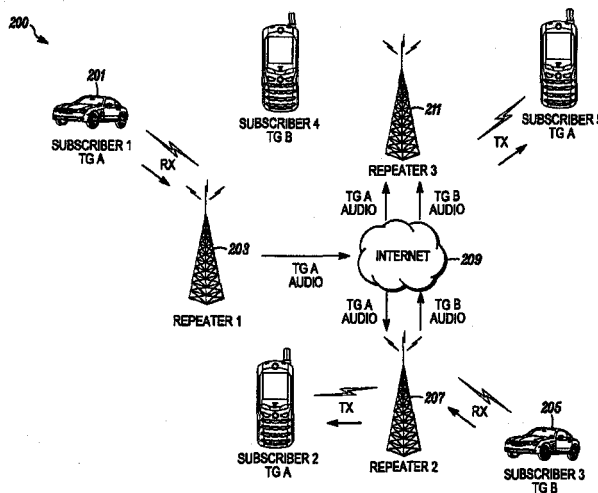 200
201
SUBSCRIBER 1
TG A
RX
SUBSCRIBER 4
TG B
211
REPEATER 3
TX
SUBSCRIBER 5
TG A
203
REPEATER 1
TG A
AUDIO
TG A
AUDIO
TG B
AUDIO
INTERNET
209
TG A
AUDIO
TG B
AUDIO
SUBSCRIBER 2
TG A
TX
207
REPEATER 2
RX
205
SUBSCRIBER 3
TG B